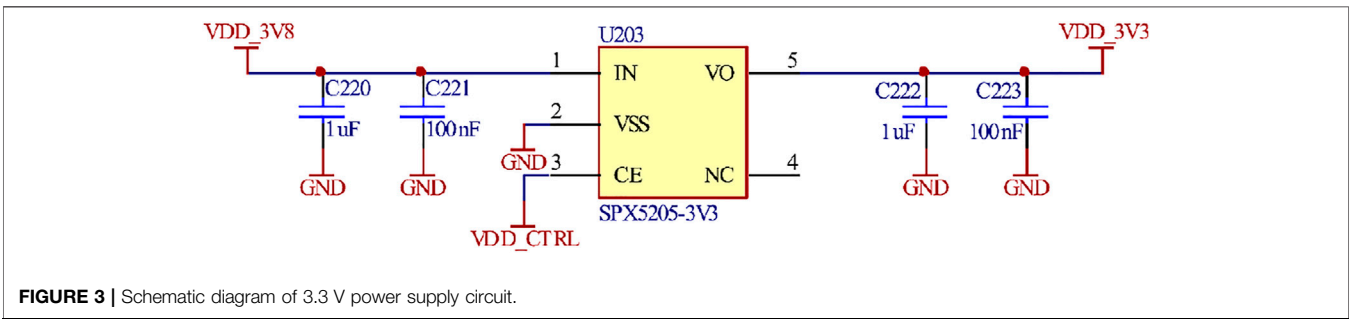 VDD_3V8
U203
VDD_3V3
1
IN
VO
5
C220
C221
C222
C223
1uF
100nF
2
VSS
1uF
100nF
GND
3
CE
NC
4
GND
GND
GND
GND
SPX5205-3V3
VDD_CTRL
FIGURE 3 | Schematic diagram of 3.3 V power supply circuit.